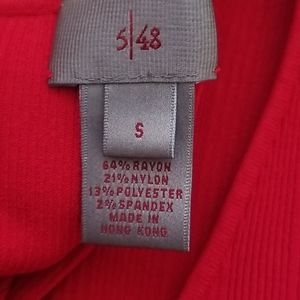 5|48
S
64% RAYON
21% NYLON
13% POLYESTER
2% SPANDEX
MADE IN
HONG KONG